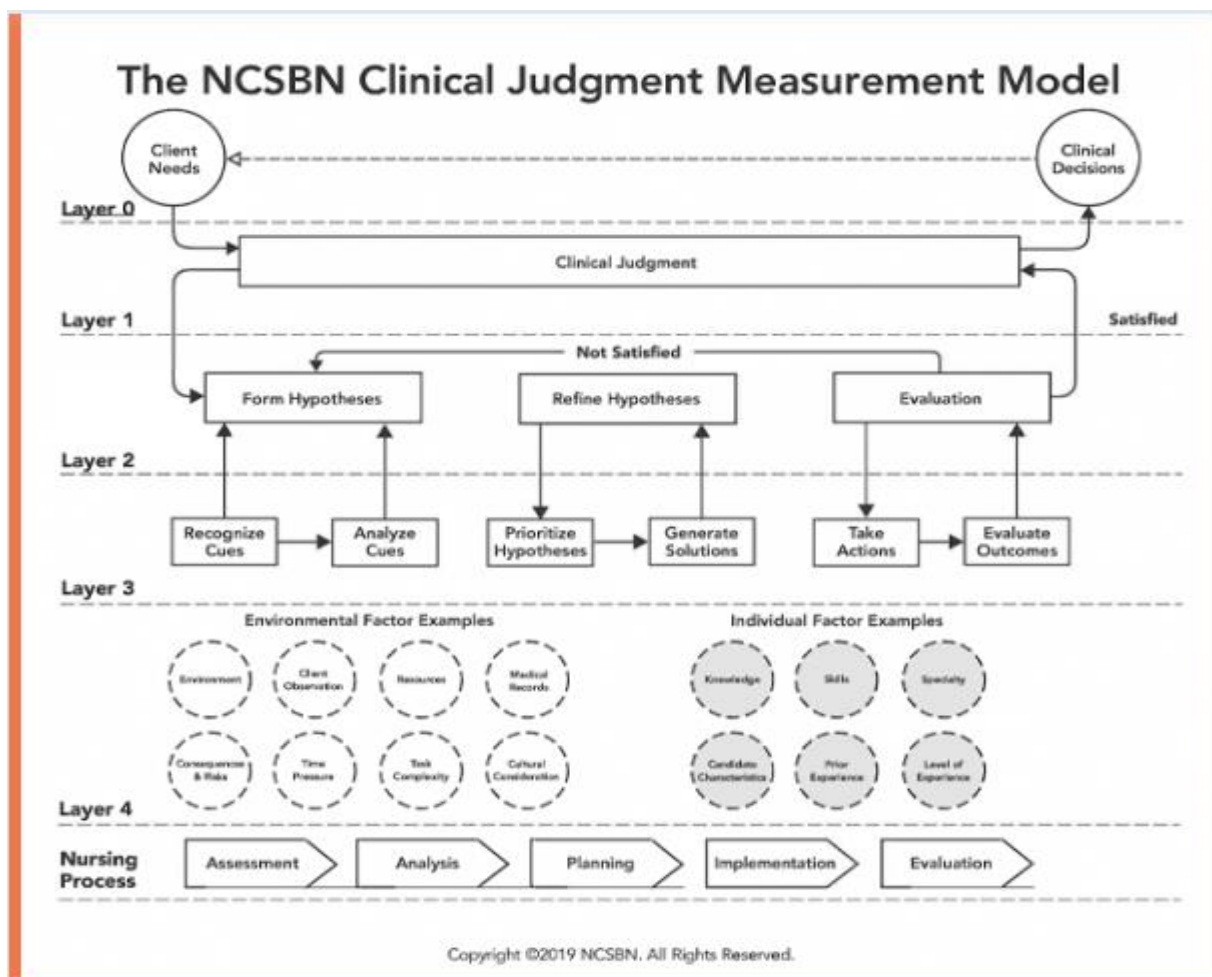 The NCSBN Clinical Judgment Measurement Model
Client
Needs
Clinical
Decisions
Layer 0
Clinical Judgment
Layer 1
Satisfied
Not Satisfied
Form Hypotheses
Refine Hypotheses
Evaluation
Layer 2
Recognize
Cues
Analyze
Cues
Prioritize
Hypotheses
Generate
Solutions
Take
Actions
Evaluate
Outcomes
Layer 3
Environmental Factor Examples
Individual Factor Examples
Environment
Client
Observation
Resources
Medical
Records
Knowledge
Skills
Specialty
Consequences
& Risks
Time
Pressure
Task
Complexity
Cultural
Consideration
Candidate
Characteristics
Prior
Experience
Level of
Experience
Layer 4
Nursing
Process
Assessment
Analysis
Planning
Implementation
Evaluation
Copyright ©2019 NCSBN. All Rights Reserved.